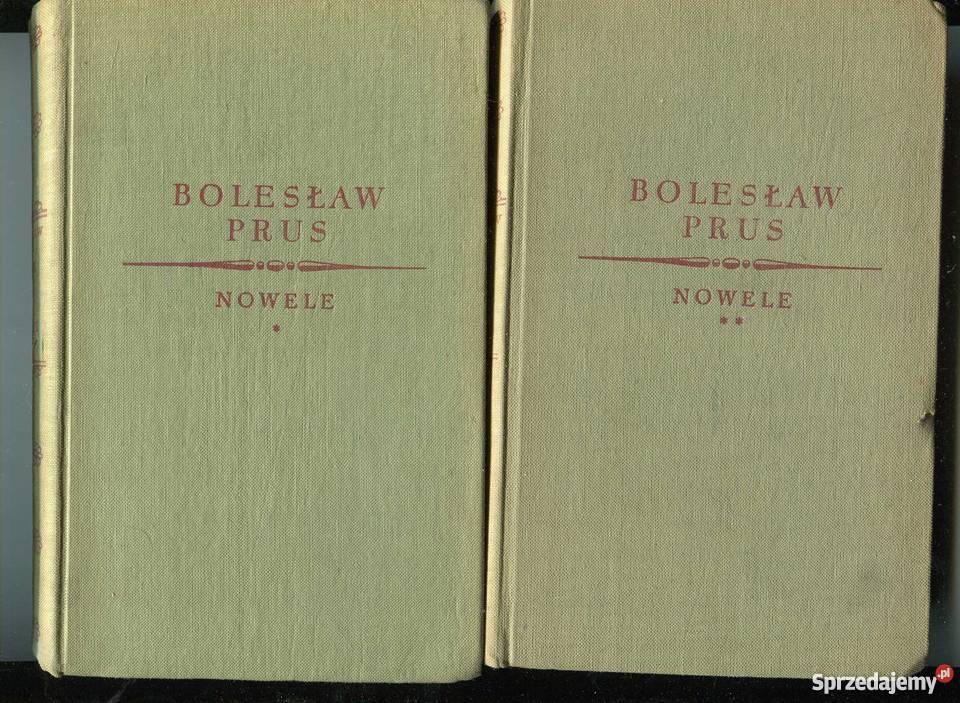 BOLESŁAW
PRUS
NOWELE
*
BOLESŁAW
PRUS
NOWELE
**
Sprzedajemy.pl